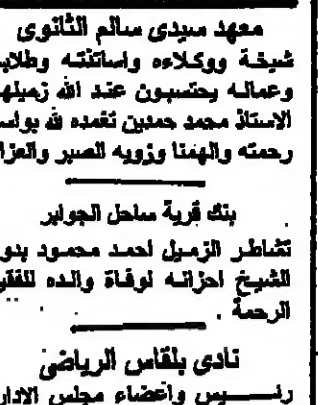 معهد سيدى سالم الثانوى
شيخة ووكلاءه واساتذته وطلابه
وعماله يحتسبون عند الله زميلهم
الاستاذ محمد حمدين تغمده الله بواسع
رحمته والهمنا وزويه الصبر والعزاء
بنك قرية ساحل الجوابر
تشاطر الزميل احمد محمود بدوى
الشيخ احزانه لوفاة والده للفقيد
الرحمة .
نادى بلقاس الرياضى
رئــيس واعضاء مجلس الادارة